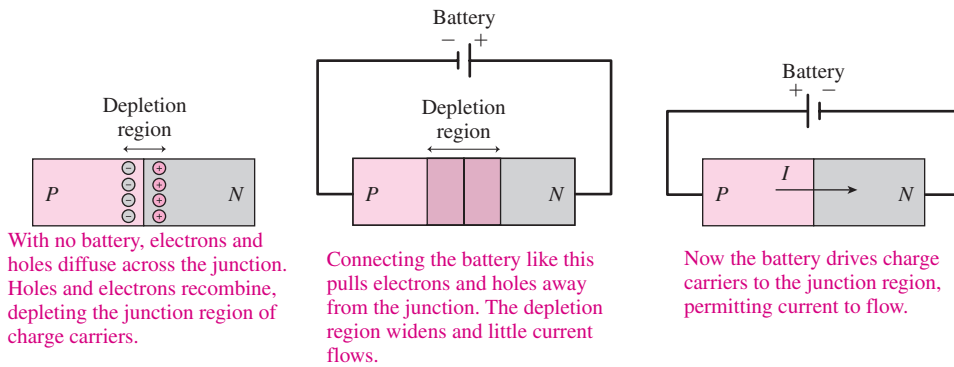 Depletion
region
P
− +
− +
− +
− +
N
With no battery, electrons and
holes diffuse across the junction.
Holes and electrons recombine,
depleting the junction region of
charge carriers.
Battery
− +
Depletion
region
P
N
Connecting the battery like this
pulls electrons and holes away
from the junction. The depletion
region widens and little current
flows.
Battery
+ −
P
I
N
Now the battery drives charge
carriers to the junction region,
permitting current to flow.